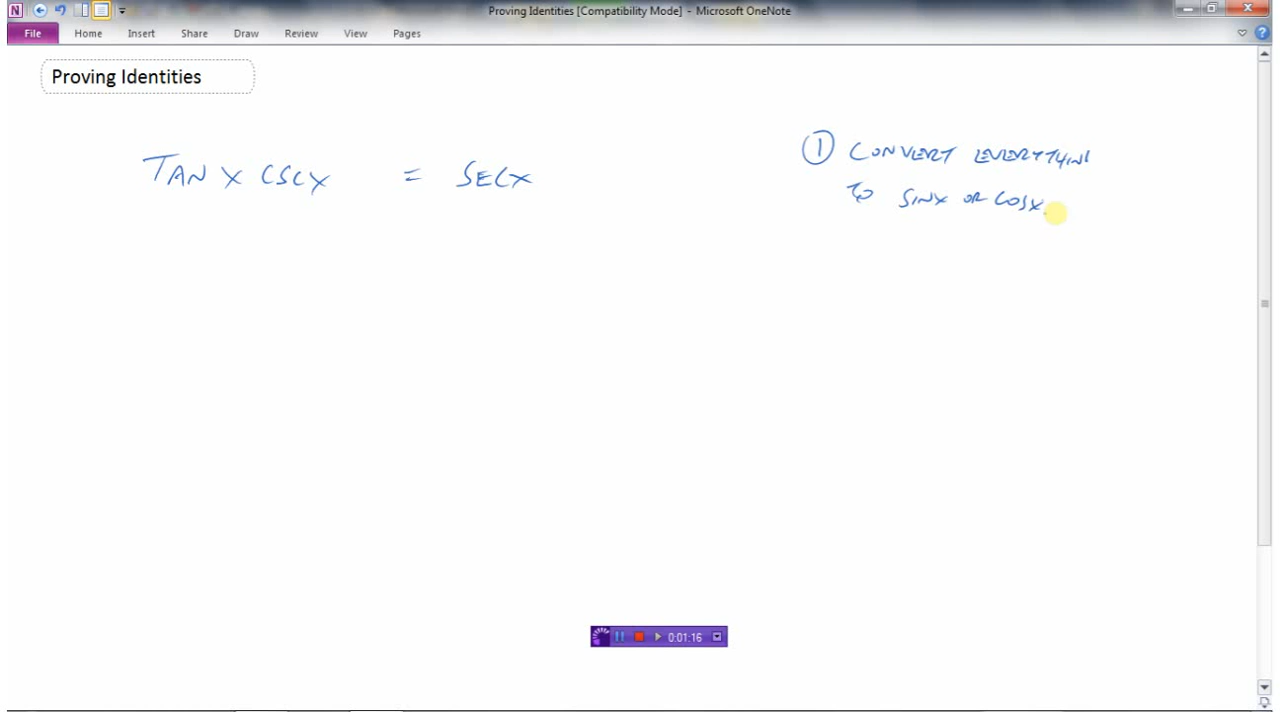 Proving Identities [Compatibility Mode] - Microsoft OneNote
File Home Insert Share Draw Review View Pages
Proving Identities
TAN X CSCX = SECX
① CONVERT EVERYTHING
TO SINX OR COSX.
0:01:16